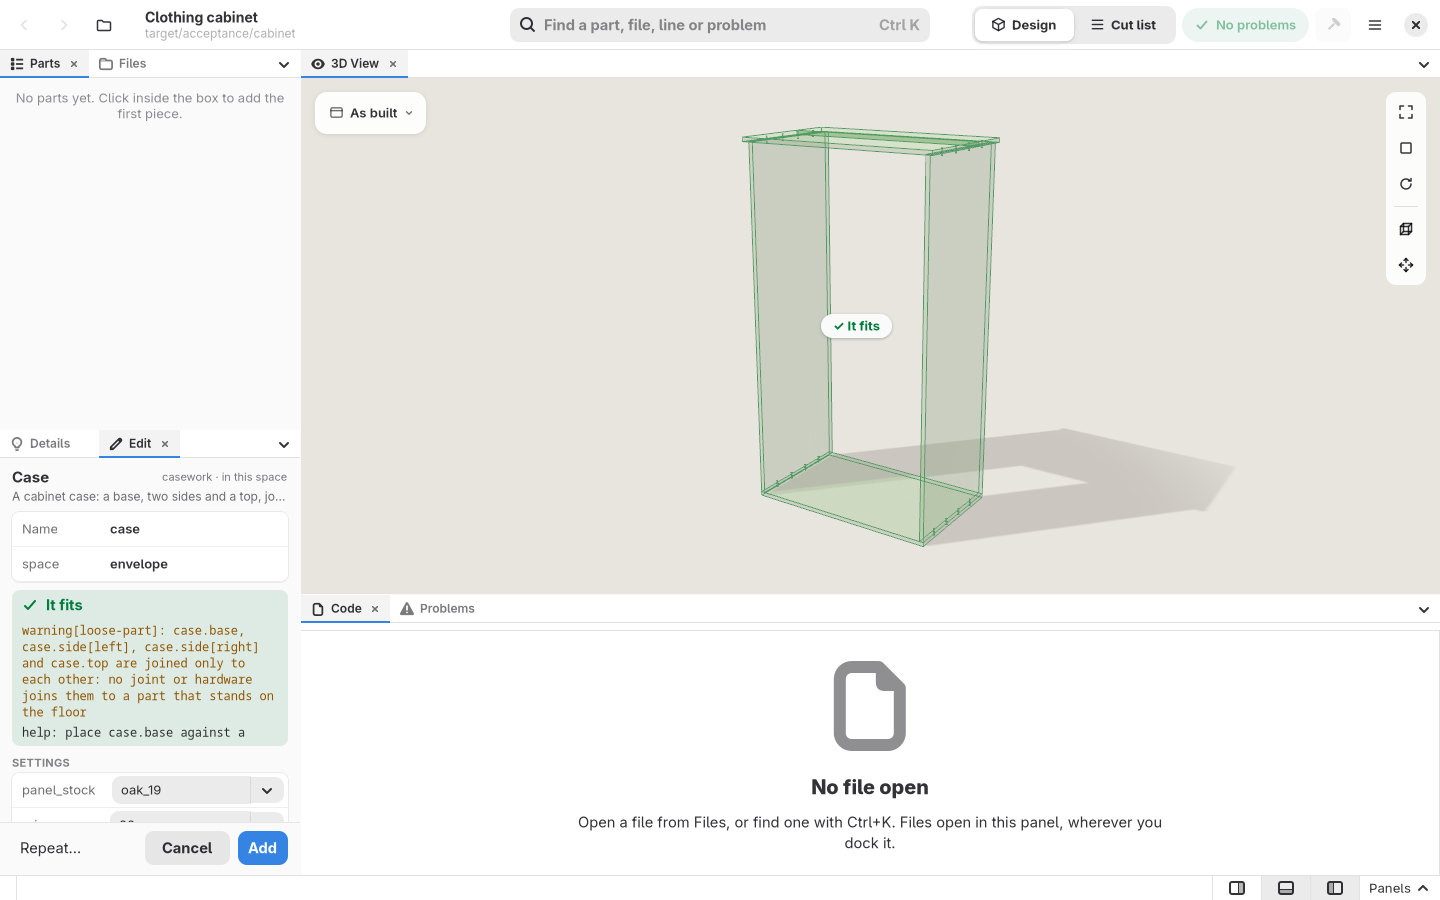 Clothing cabinet
target/acceptance/cabinet
Find a part, file, line or problem
Ctrl K
Design
Cut list
No problems
Parts
Files
3D View
No parts yet. Click inside the box to add the
first piece.
As built
It fits
Details
Edit
Case
casework · in this space
A cabinet case: a base, two sides and a top, jo...
Name
case
space
envelope
It fits
warning[loose-part]: case.base,
case.side[left], case.side[right]
and case.top are joined only to
each other: no joint or hardware
joins them to a part that stands on
the floor
help: place case.base against a
SETTINGS
panel_stock
oak_19
Repeat...
Cancel
Add
Code
Problems
No file open
Open a file from Files, or find one with Ctrl+K. Files open in this panel, wherever you
dock it.
Panels